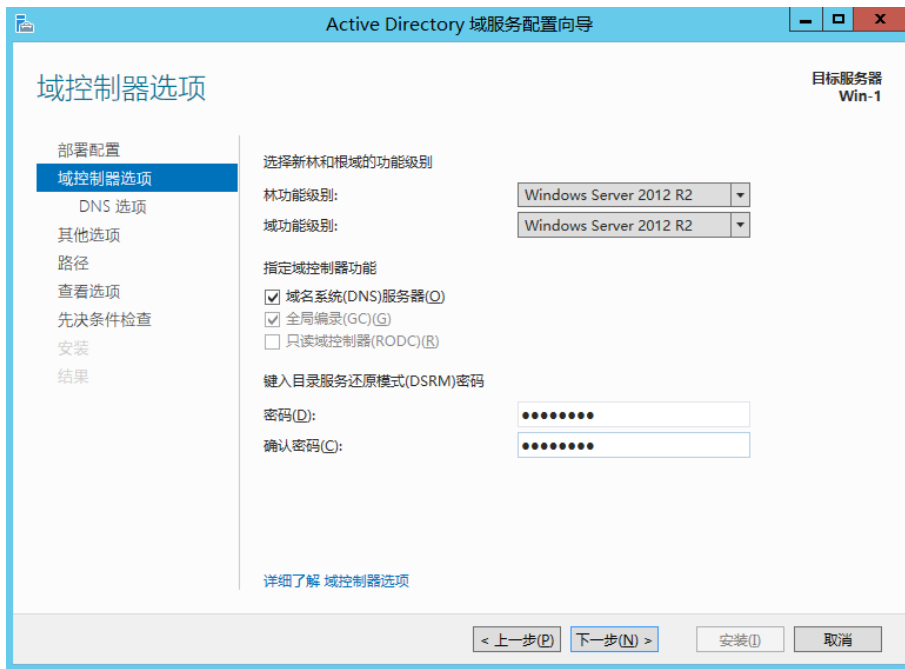 Active Directory 域服务配置向导
域控制器选项
目标服务器
Win-1
部署配置
域控制器选项
DNS 选项
其他选项
路径
查看选项
先决条件检查
安装
结果
选择新林和根域的功能级别
林功能级别: Windows Server 2012 R2
域功能级别: Windows Server 2012 R2
指定域控制器功能
域名系统(DNS)服务器(O)
全局编录(GC)(G)
只读域控制器(RODC)(R)
键入目录服务还原模式(DSRM)密码
密码(D): ●●●●●●●●
确认密码(C): ●●●●●●●●
详细了解 域控制器选项
< 上一步(P) 下一步(N) > 安装(I) 取消